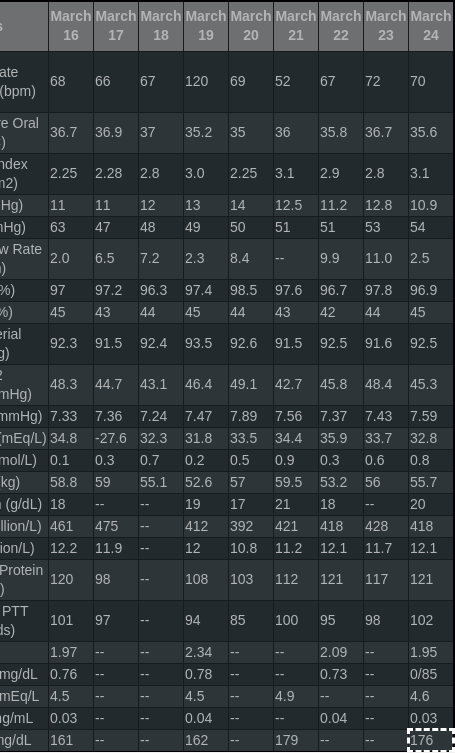 s March 16 March 17 March 18 March 19 March 20 March 21 March 22 March 23 March 24
ate (bpm) 68 66 67 120 69 52 67 72 70
e Oral ) 36.7 36.9 37 35.2 35 36 35.8 36.7 35.6
ndex m2) 2.25 2.28 2.8 3.0 2.25 3.1 2.9 2.8 3.1
Hg) 11 11 12 13 14 12.5 11.2 12.8 10.9
mHg) 63 47 48 49 50 51 51 53 54
w Rate ) 2.0 6.5 7.2 2.3 8.4 -- 9.9 11.0 2.5
%) 97 97.2 96.3 97.4 98.5 97.6 96.7 97.8 96.9
%) 45 43 44 45 44 43 42 44 45
erial g) 92.3 91.5 92.4 93.5 92.6 91.5 92.5 91.6 92.5
2 mHg) 48.3 44.7 43.1 46.4 49.1 42.7 45.8 48.4 45.3
mmHg) 7.33 7.36 7.24 7.47 7.89 7.56 7.37 7.43 7.59
(mEq/L) 34.8 -27.6 32.3 31.8 33.5 34.4 35.9 33.7 32.8
mol/L) 0.1 0.3 0.7 0.2 0.5 0.9 0.3 0.6 0.8
kg) 58.8 59 55.1 52.6 57 59.5 53.2 56 55.7
n (g/dL) 18 -- -- 19 17 21 18 -- 20
llion/L) 461 475 -- 412 392 421 418 428 418
ion/L) 12.2 11.9 -- 12 10.8 11.2 12.1 11.7 12.1
Protein ) 120 98 -- 108 103 112 121 117 121
PTT ds) 101 97 -- 94 85 100 95 98 102
1.97 -- -- 2.34 -- -- 2.09 -- 1.95
mg/dL 0.76 -- -- 0.78 -- -- 0.73 -- 0/85
mEq/L 4.5 -- -- 4.5 -- 4.9 -- -- 4.6
ng/mL 0.03 -- -- 0.04 -- -- 0.04 -- 0.03
mg/dL 161 -- -- 162 -- 179 -- -- 176